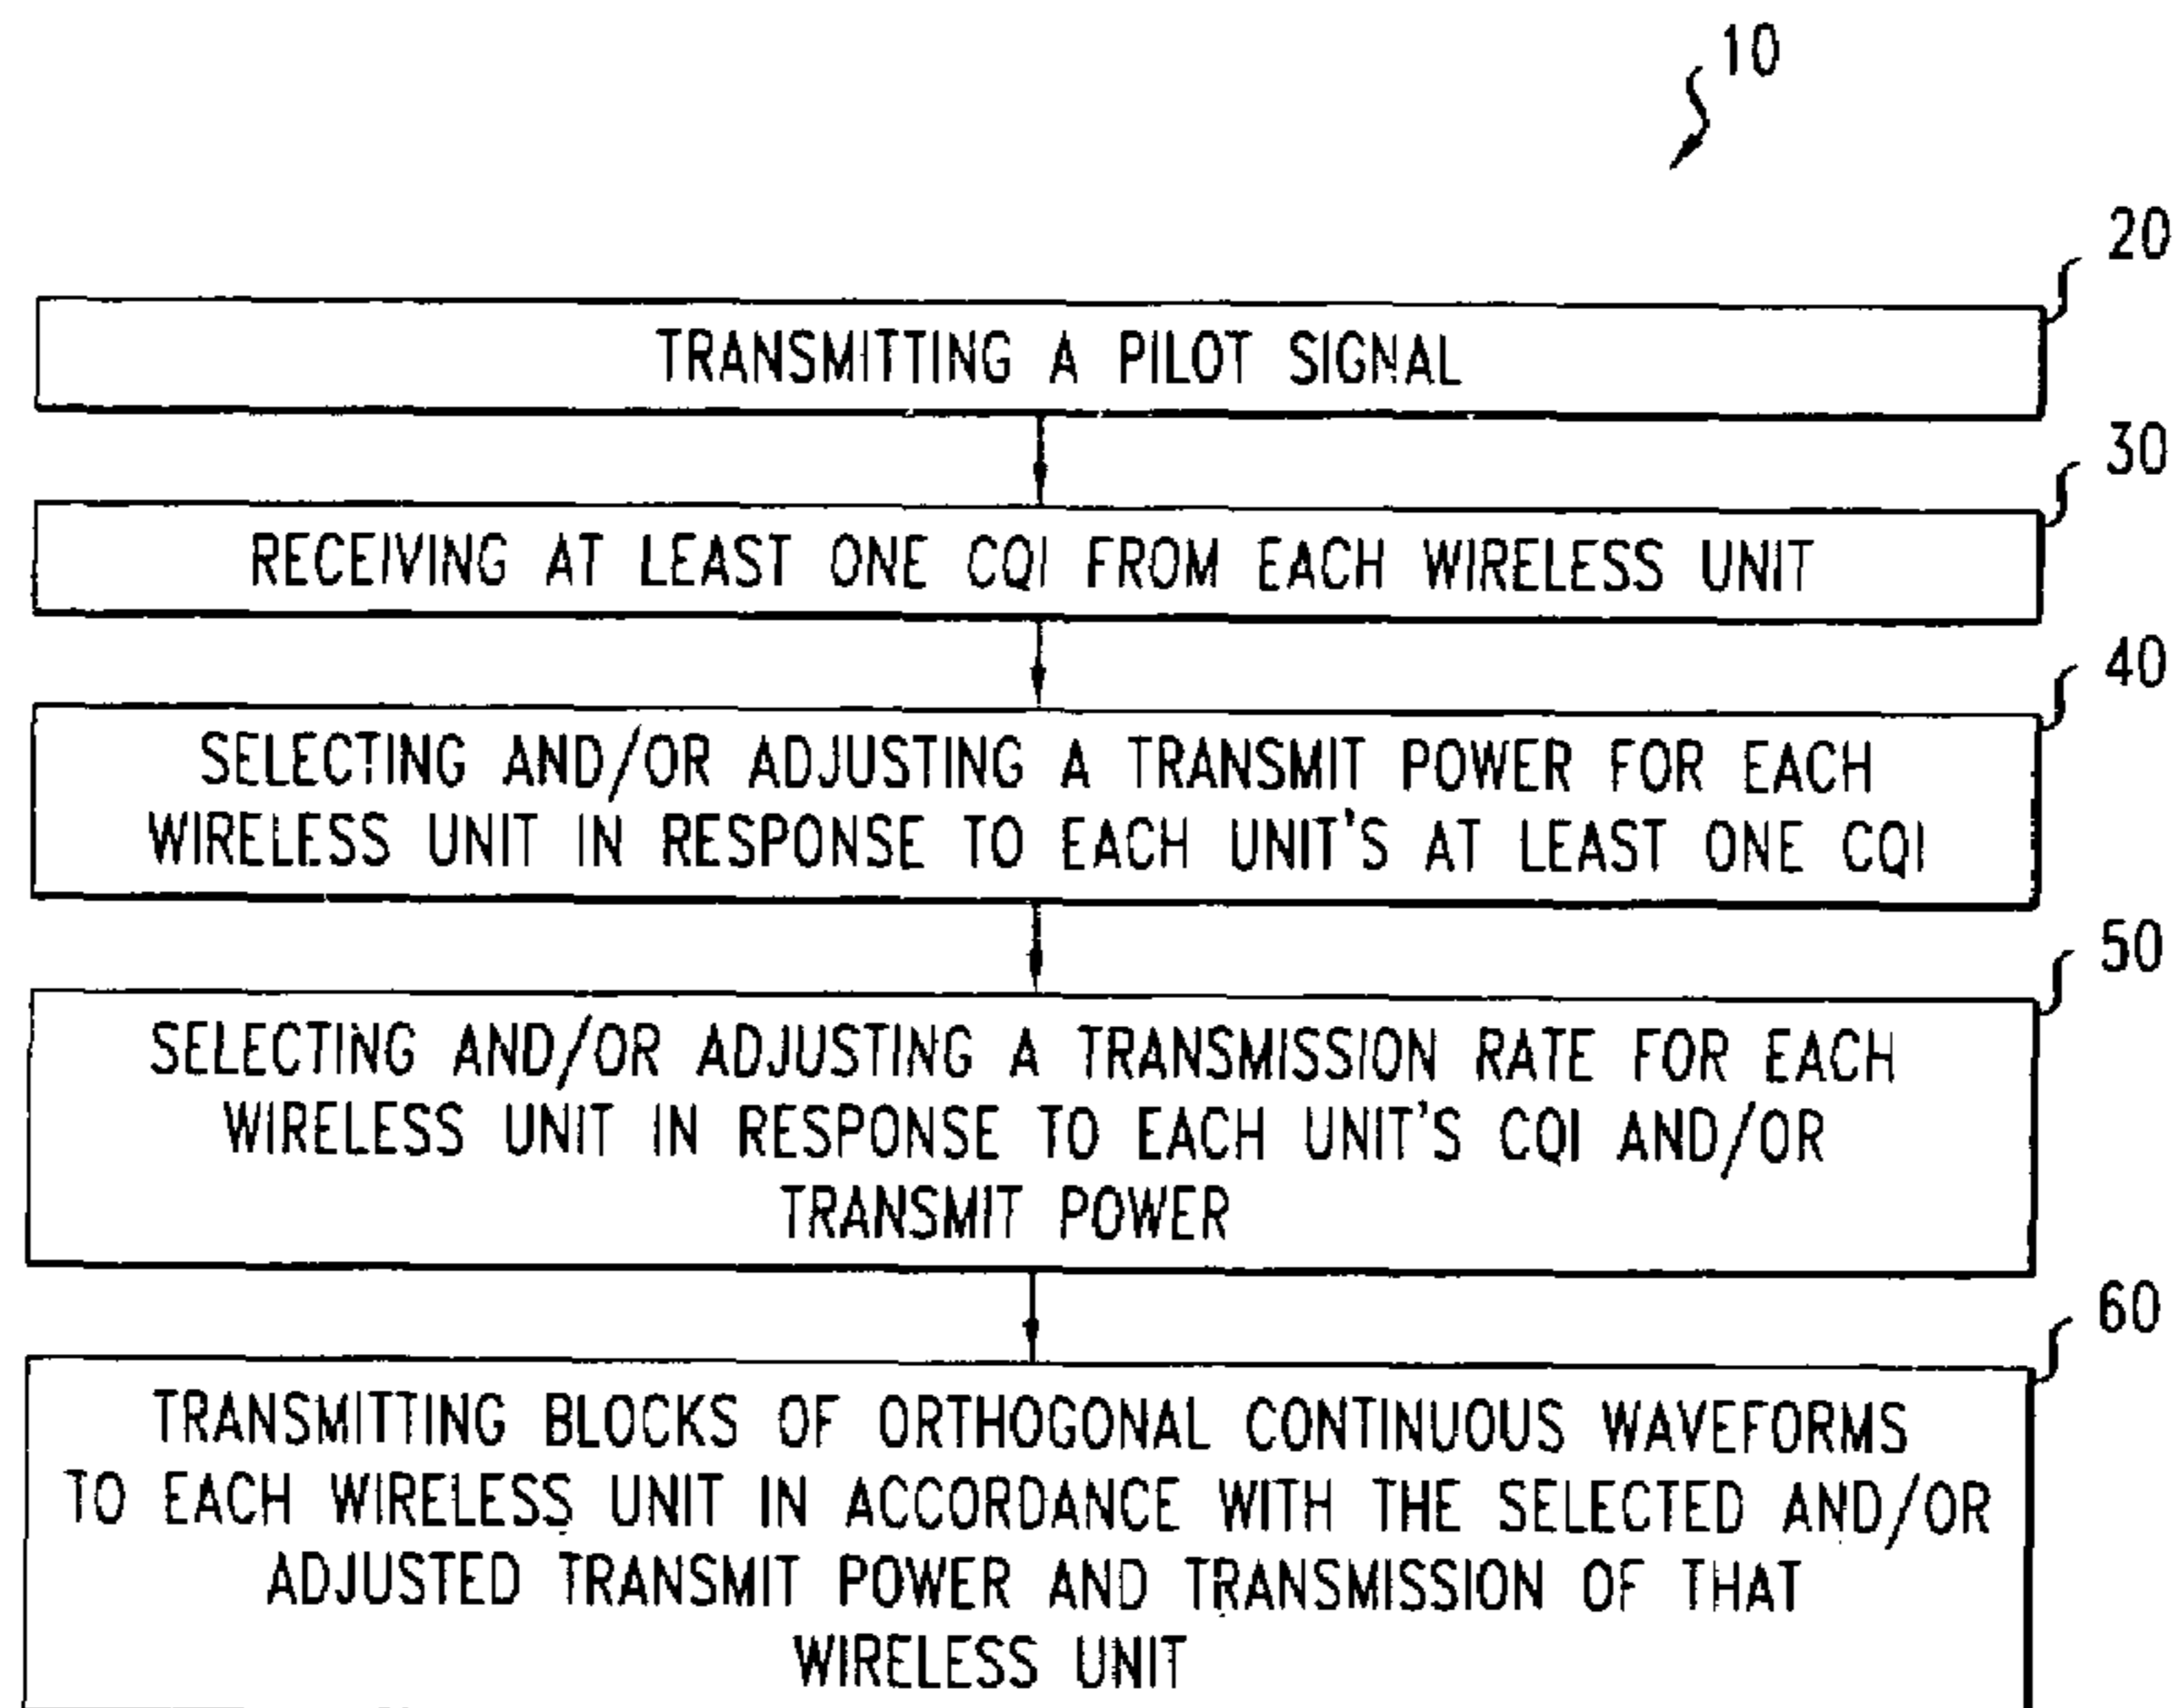 10
20
TRANSMITTING A PILOT SIGNAL
30
RECEIVING AT LEAST ONE CQI FROM EACH WIRELESS UNIT
40
SELECTING AND/OR ADJUSTING A TRANSMIT POWER FOR EACH
WIRELESS UNIT IN RESPONSE TO EACH UNIT'S AT LEAST ONE CQI
50
SELECTING AND/OR ADJUSTING A TRANSMISSION RATE FOR EACH
WIRELESS UNIT IN RESPONSE TO EACH UNIT'S CQI AND/OR
TRANSMIT POWER
60
TRANSMITTING BLOCKS OF ORTHOGONAL CONTINUOUS WAVEFORMS
TO EACH WIRELESS UNIT IN ACCORDANCE WITH THE SELECTED AND/OR
ADJUSTED TRANSMIT POWER AND TRANSMISSION OF THAT
WIRELESS UNIT